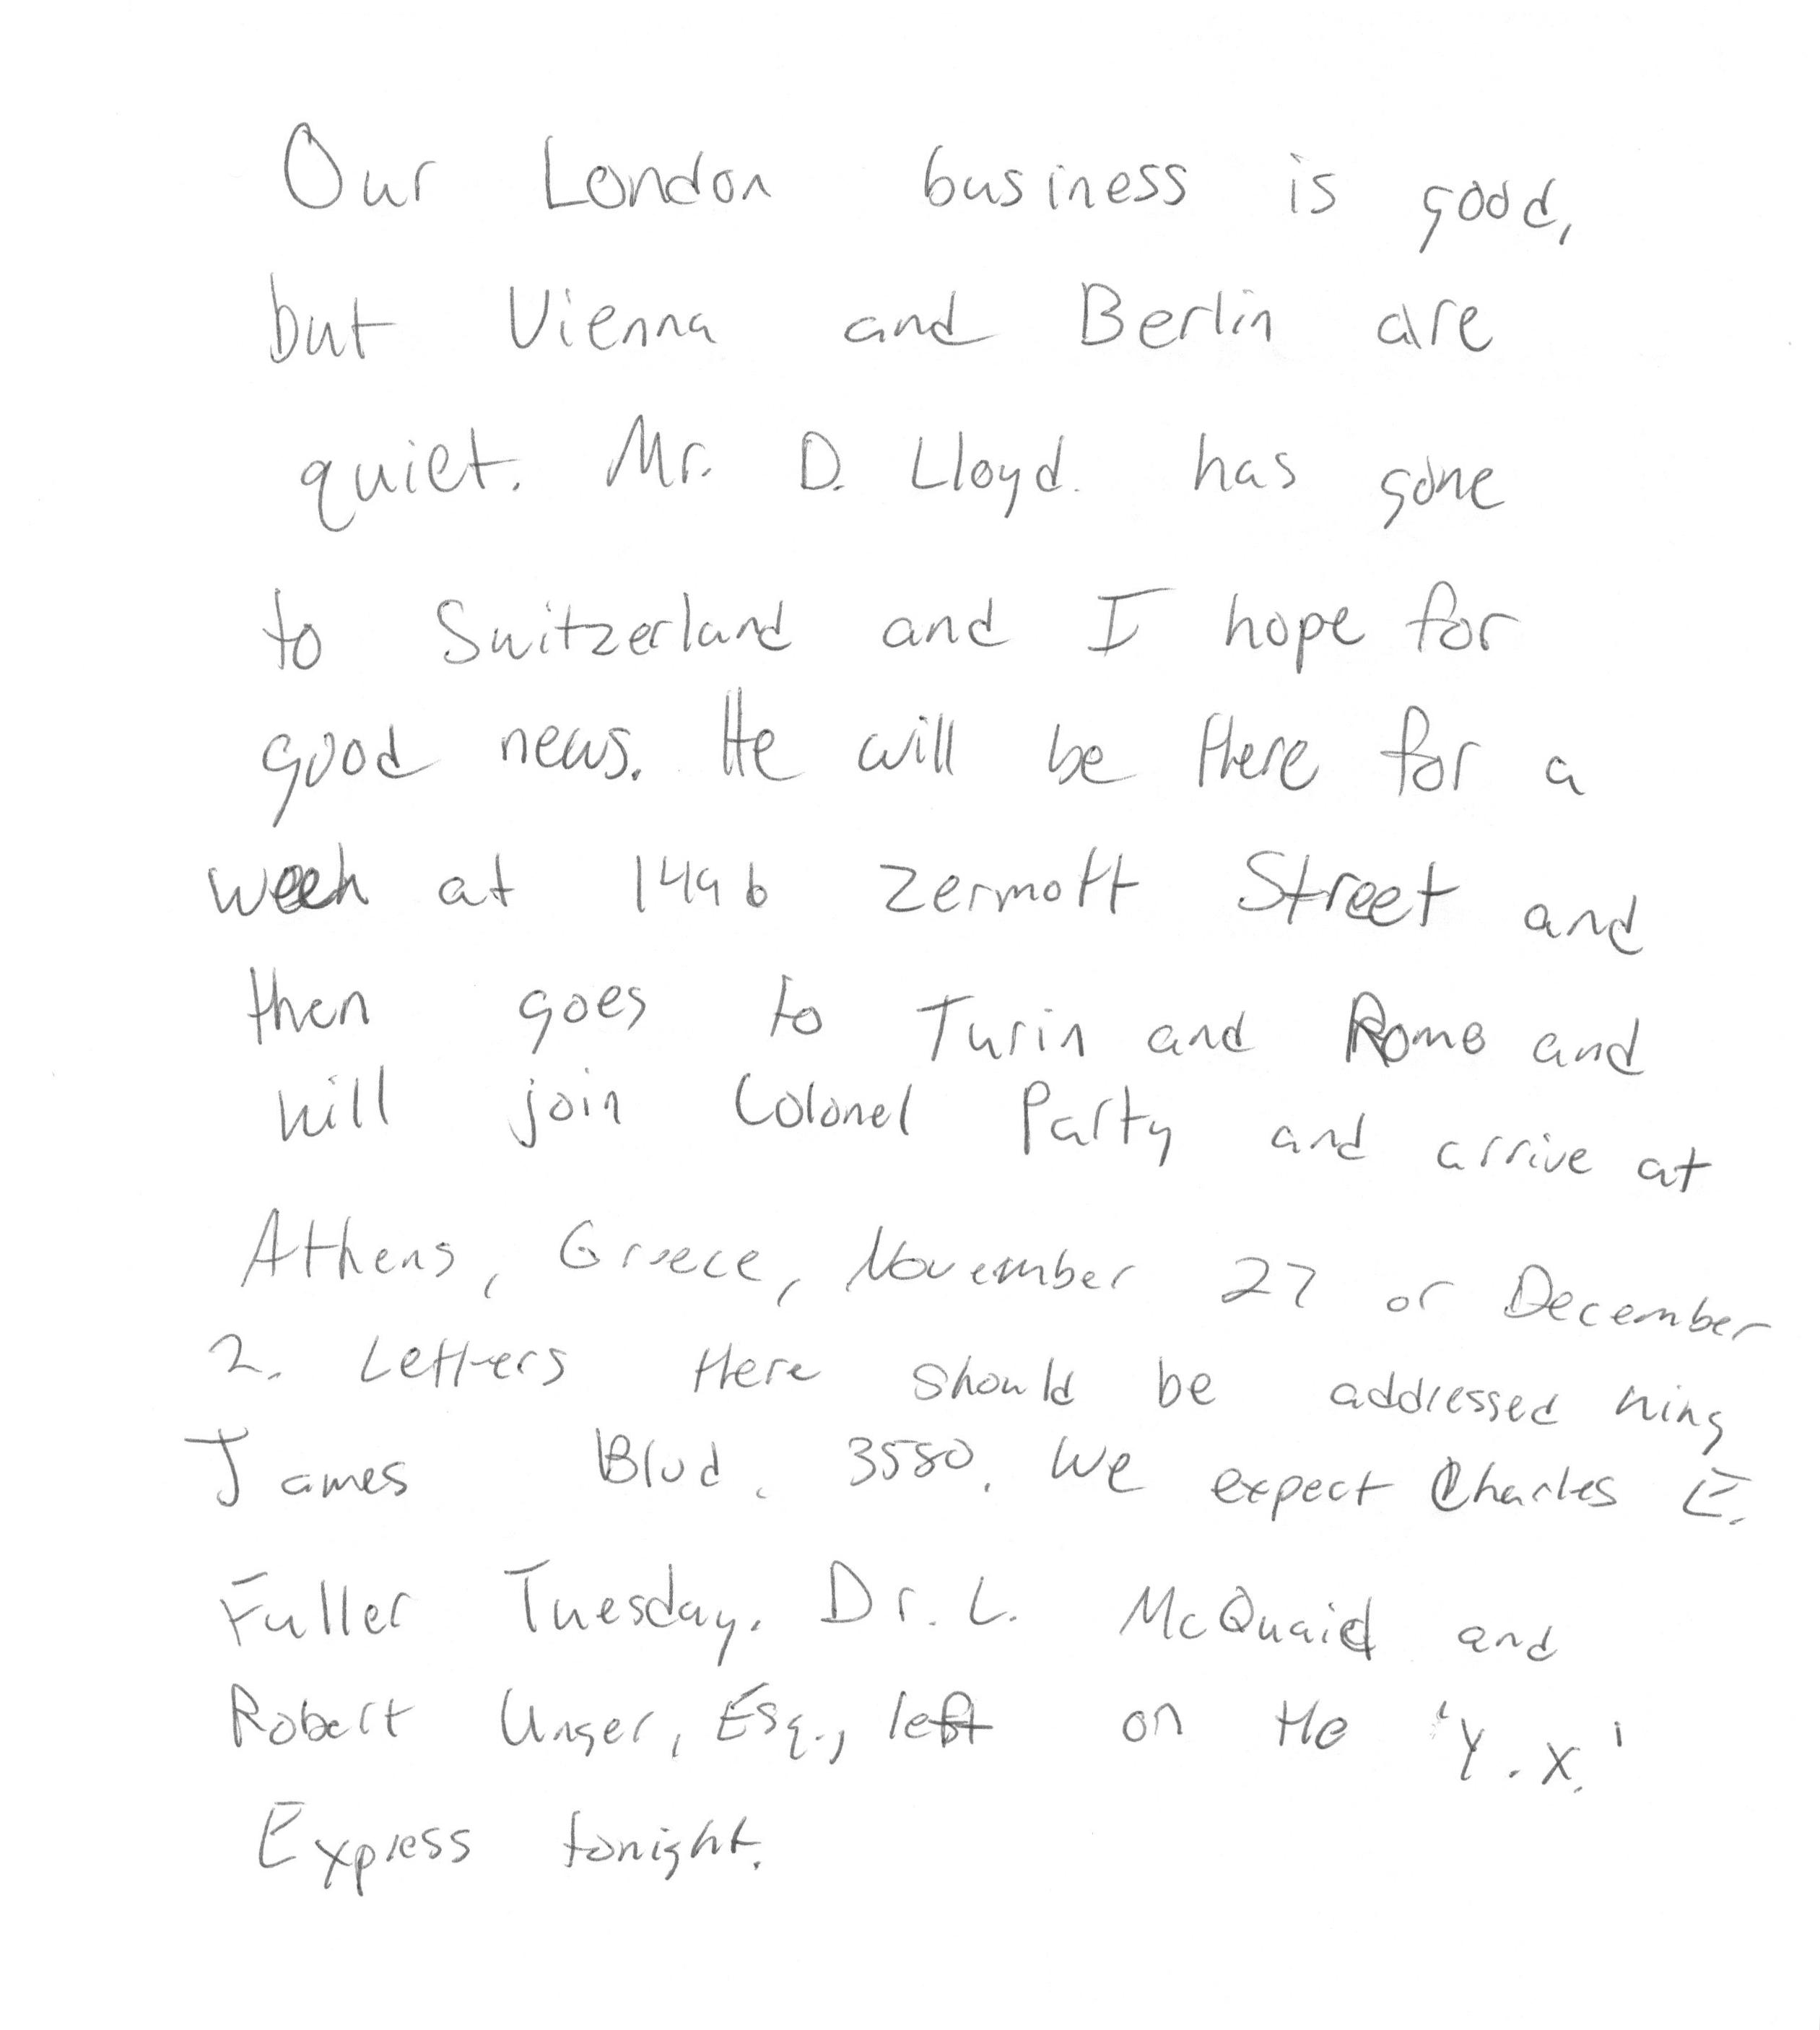 Our London business is good,
but Vienna and Berlin are
quiet. Mr. D. Lloyd. has gone
to Switzerland and I hope for
good news. He will be there for a
week at 1496 Zermott Street and
then goes to Turin and Rome and
will join Colonel Party and arrive at
Athens, Greece, November 27 or December
2. Letters there should be addressed King
James Blvd. 3580. We expect Charles E.
Fuller Tuesday. Dr. L. McQuaid and
Robert Unger, Esq., left on the 'Y.X.'
Express tonight.